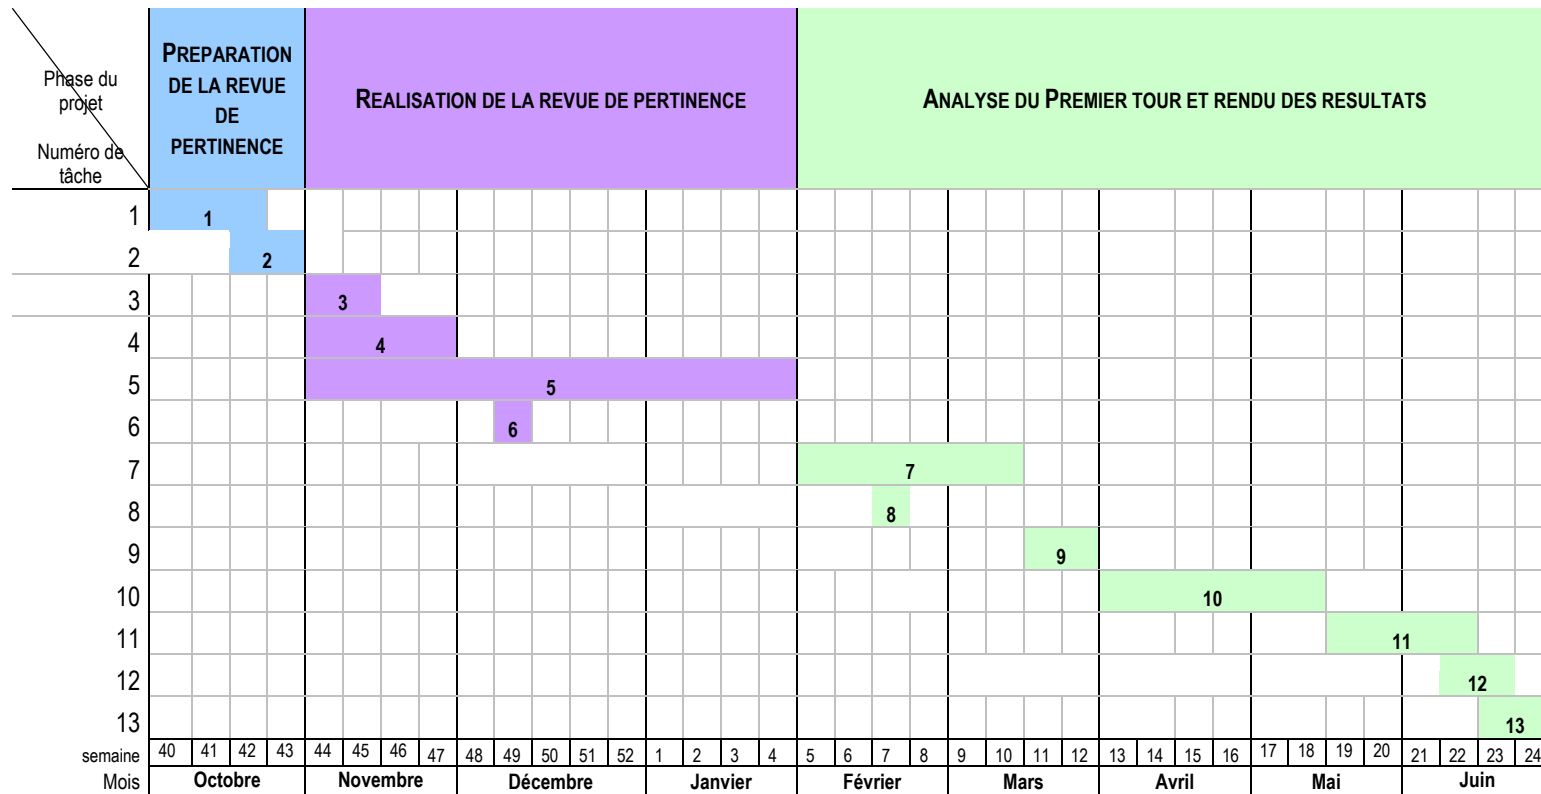 Phase du
projet
Numéro de
tâche
PREPARATION
DE LA REVUE
DE
PERTINENCE
REALISATION DE LA REVUE DE PERTINENCE
ANALYSE DU PREMIER TOUR ET RENDU DES RESULTATS
1 1
2 2
3 3
4 4
5 5
6 6
7 7
8 8
9 9
10 10
11 11
12 12
13 13
semaine 40 41 42 43 44 45 46 47 48 49 50 51 52 1 2 3 4 5 6 7 8 9 10 11 12 13 14 15 16 17 18 19 20 21 22 23 24
Mois Octobre Novembre Décembre Janvier Février Mars Avril Mai Juin